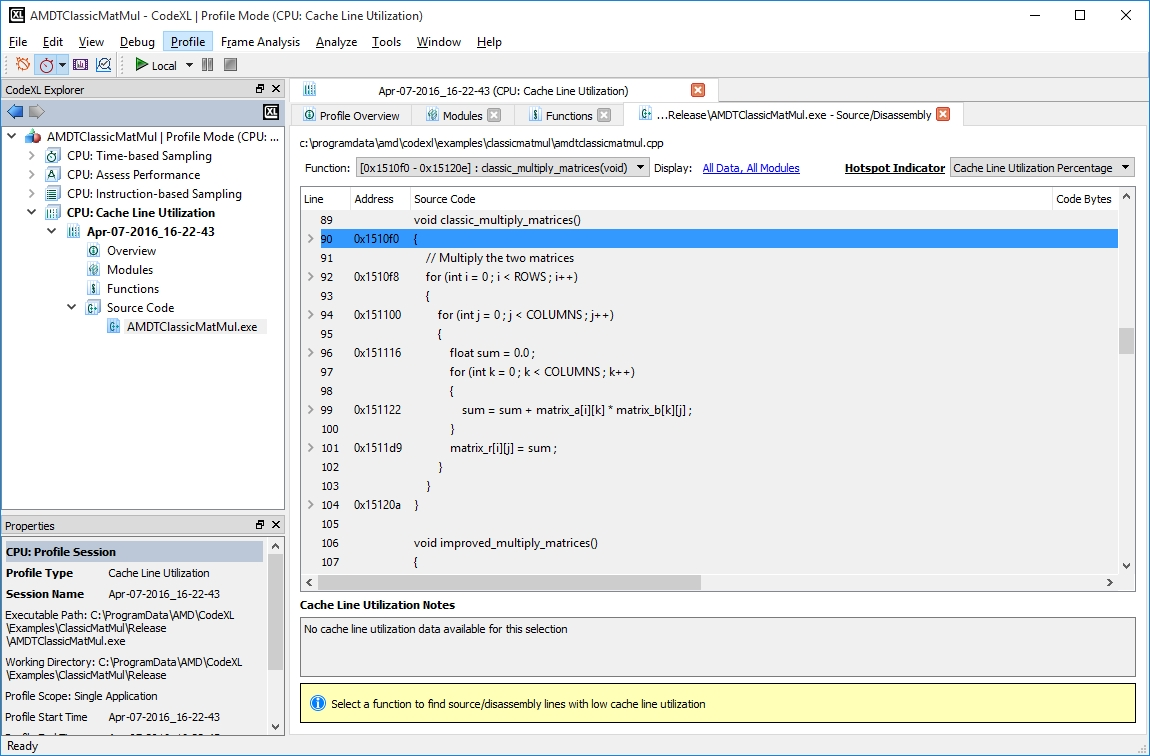 AMDTClassicMatMul - CodeXL | Profile Mode (CPU: Cache Line Utilization)
File Edit View Debug Profile Frame Analysis Analyze Tools Window Help
Local
CodeXL Explorer
AMDTClassicMatMul | Profile Mode (CPU: ...
CPU: Time-based Sampling
CPU: Assess Performance
CPU: Instruction-based Sampling
CPU: Cache Line Utilization
Apr-07-2016_16-22-43
Overview
Modules
Functions
Source Code
AMDTClassicMatMul.exe
Properties
CPU: Profile Session
Profile Type Cache Line Utilization
Session Name Apr-07-2016_16-22-43
Executable Path: C:\ProgramData\AMD\CodeXL
\Examples\ClassicMatMul\Release
\AMDTClassicMatMul.exe
Working Directory: C:\ProgramData\AMD\CodeXL
\Examples\ClassicMatMul\Release
Profile Scope: Single Application
Profile Start Time Apr-07-2016_16-22-43
Apr-07-2016_16-22-43 (CPU: Cache Line Utilization)
Profile Overview Modules Functions ...Release\AMDTClassicMatMul.exe - Source/Disassembly
c:\programdata\amd\codexl\examples\classicmatmul\amdtclassicmatmul.cpp
Function: [0x1510f0 - 0x15120e] : classic_multiply_matrices(void) Display: All Data, All Modules Hotspot Indicator Cache Line Utilization Percentage
Line Address Source Code Code Bytes
89 void classic_multiply_matrices()
90 0x1510f0 {
91 // Multiply the two matrices
92 0x1510f8 for (int i = 0 ; i < ROWS ; i++)
93 {
94 0x151100 for (int j = 0 ; j < COLUMNS ; j++)
95 {
96 0x151116 float sum = 0.0 ;
97 for (int k = 0 ; k < COLUMNS ; k++)
98 {
99 0x151122 sum = sum + matrix_a[i][k] * matrix_b[k][j] ;
100 }
101 0x1511d9 matrix_r[i][j] = sum ;
102 }
103 }
104 0x15120a }
105
106 void improved_multiply_matrices()
107 {
Cache Line Utilization Notes
No cache line utilization data available for this selection
Select a function to find source/disassembly lines with low cache line utilization
Ready